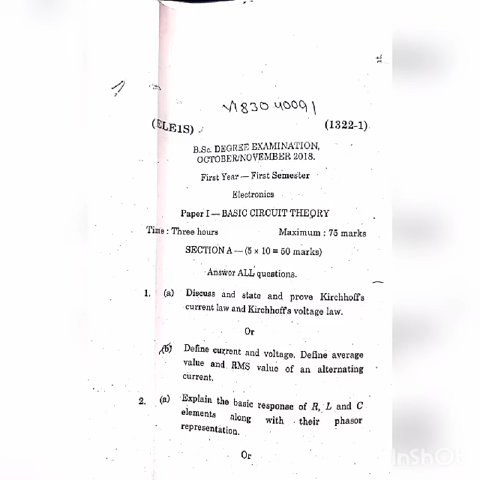 V1830 40091
(ELE1S)
(1322-1)
B.Sc. DEGREE EXAMINATION,
OCTOBER/NOVEMBER 2018.
First Year — First Semester
Electronics
Paper I — BASIC CIRCUIT THEORY
Time : Three hours Maximum : 75 marks
SECTION A — (5 × 10 = 50 marks)
Answer ALL questions.
1. (a) Discuss and state and prove Kirchhoff's
current law and Kirchhoff's voltage law.
Or
(b) Define current and voltage. Define average
value and RMS value of an alternating
current.
2. (a) Explain the basic response of R, L and C
elements along with their phasor
representation.
Or
InShOt